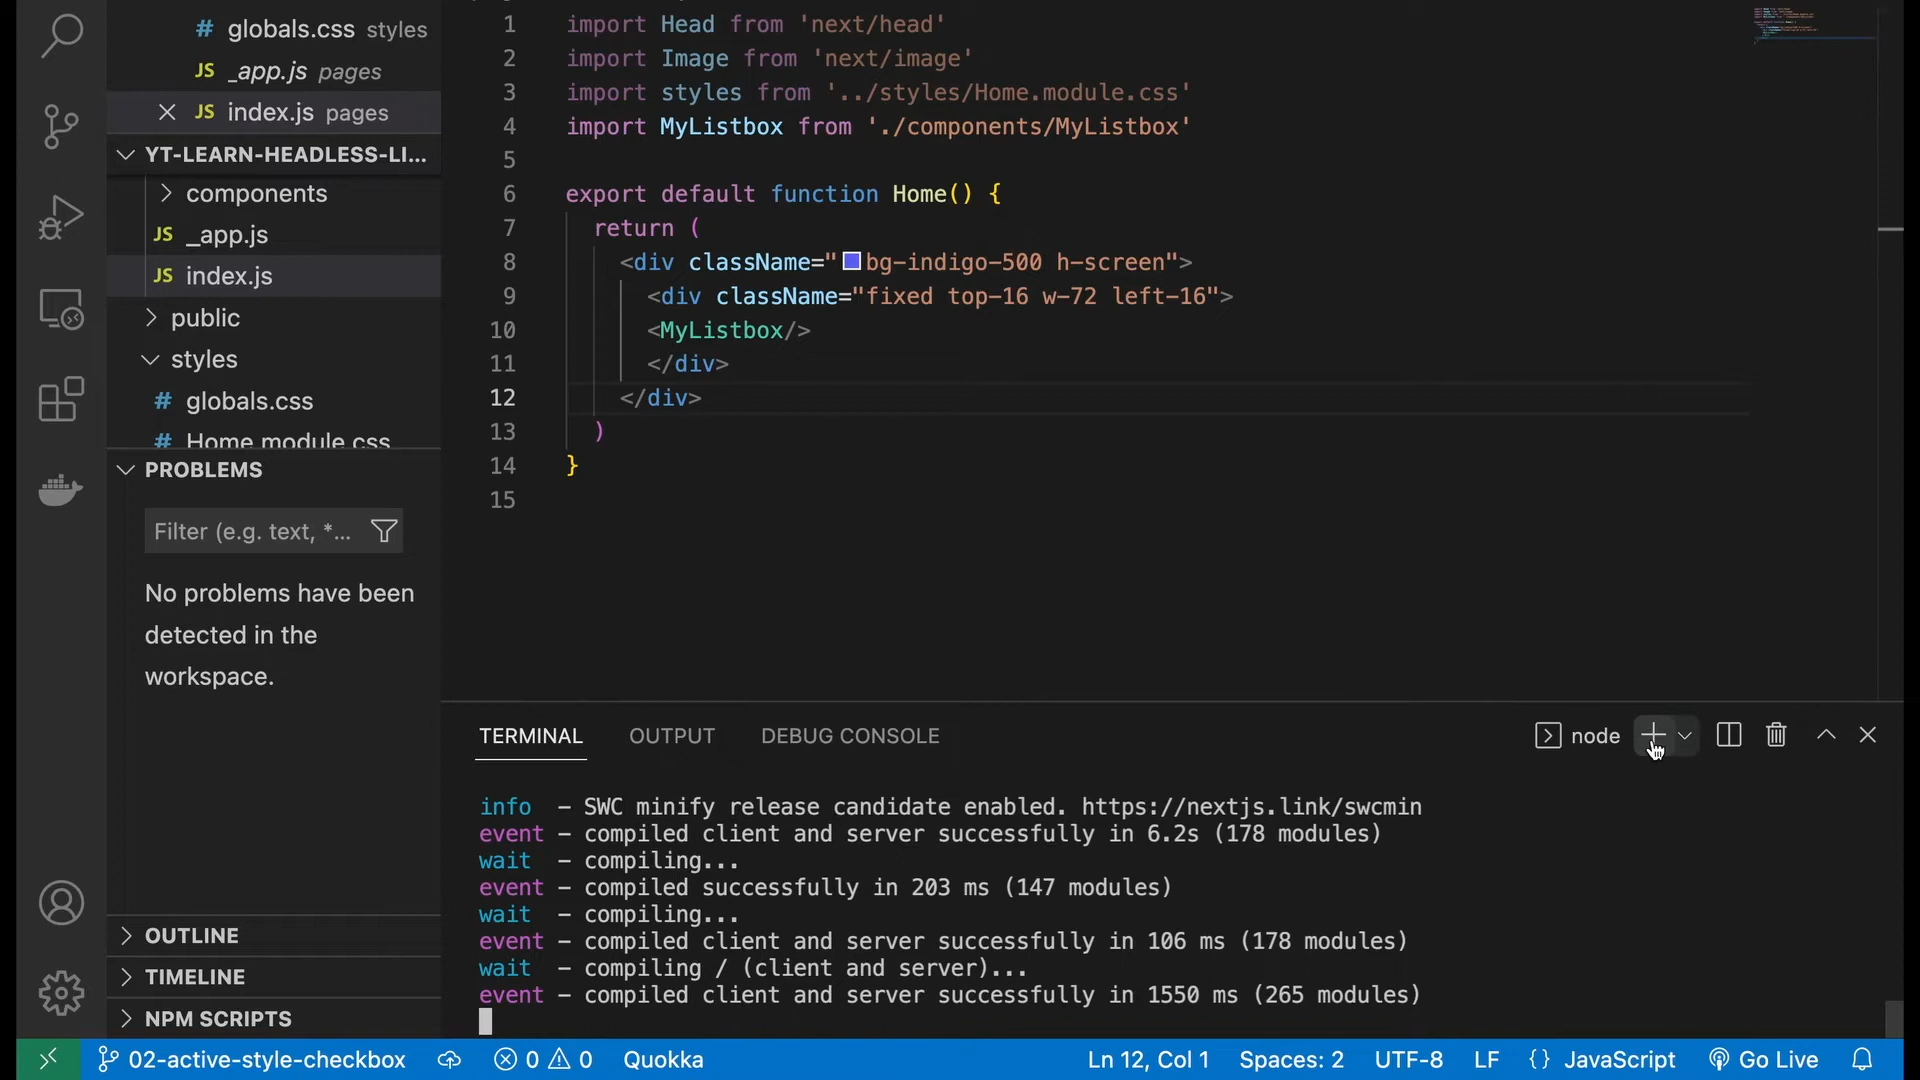 # globals.css styles
JS _app.js pages
JS index.js pages
YT-LEARN-HEADLESS-LI...
components
JS _app.js
JS index.js
public
styles
# globals.css
# Home.module.css
PROBLEMS
Filter (e.g. text, *...
No problems have been
detected in the
workspace.
OUTLINE
TIMELINE
NPM SCRIPTS
1 import Head from 'next/head'
2 import Image from 'next/image'
3 import styles from '../styles/Home.module.css'
4 import MyListbox from './components/MyListbox'
5
6 export default function Home() {
7 return (
8 <div className="bg-indigo-500 h-screen">
9 <div className="fixed top-16 w-72 left-16">
10 <MyListbox/>
11 </div>
12 </div>
13 )
14 }
15
TERMINAL OUTPUT DEBUG CONSOLE node
info – SWC minify release candidate enabled. https://nextjs.link/swcmin
event – compiled client and server successfully in 6.2s (178 modules)
wait – compiling...
event – compiled successfully in 203 ms (147 modules)
wait – compiling...
event – compiled client and server successfully in 106 ms (178 modules)
wait – compiling / (client and server)...
event – compiled client and server successfully in 1550 ms (265 modules)
02-active-style-checkbox 0 0 Quokka Ln 12, Col 1 Spaces: 2 UTF-8 LF {} JavaScript Go Live